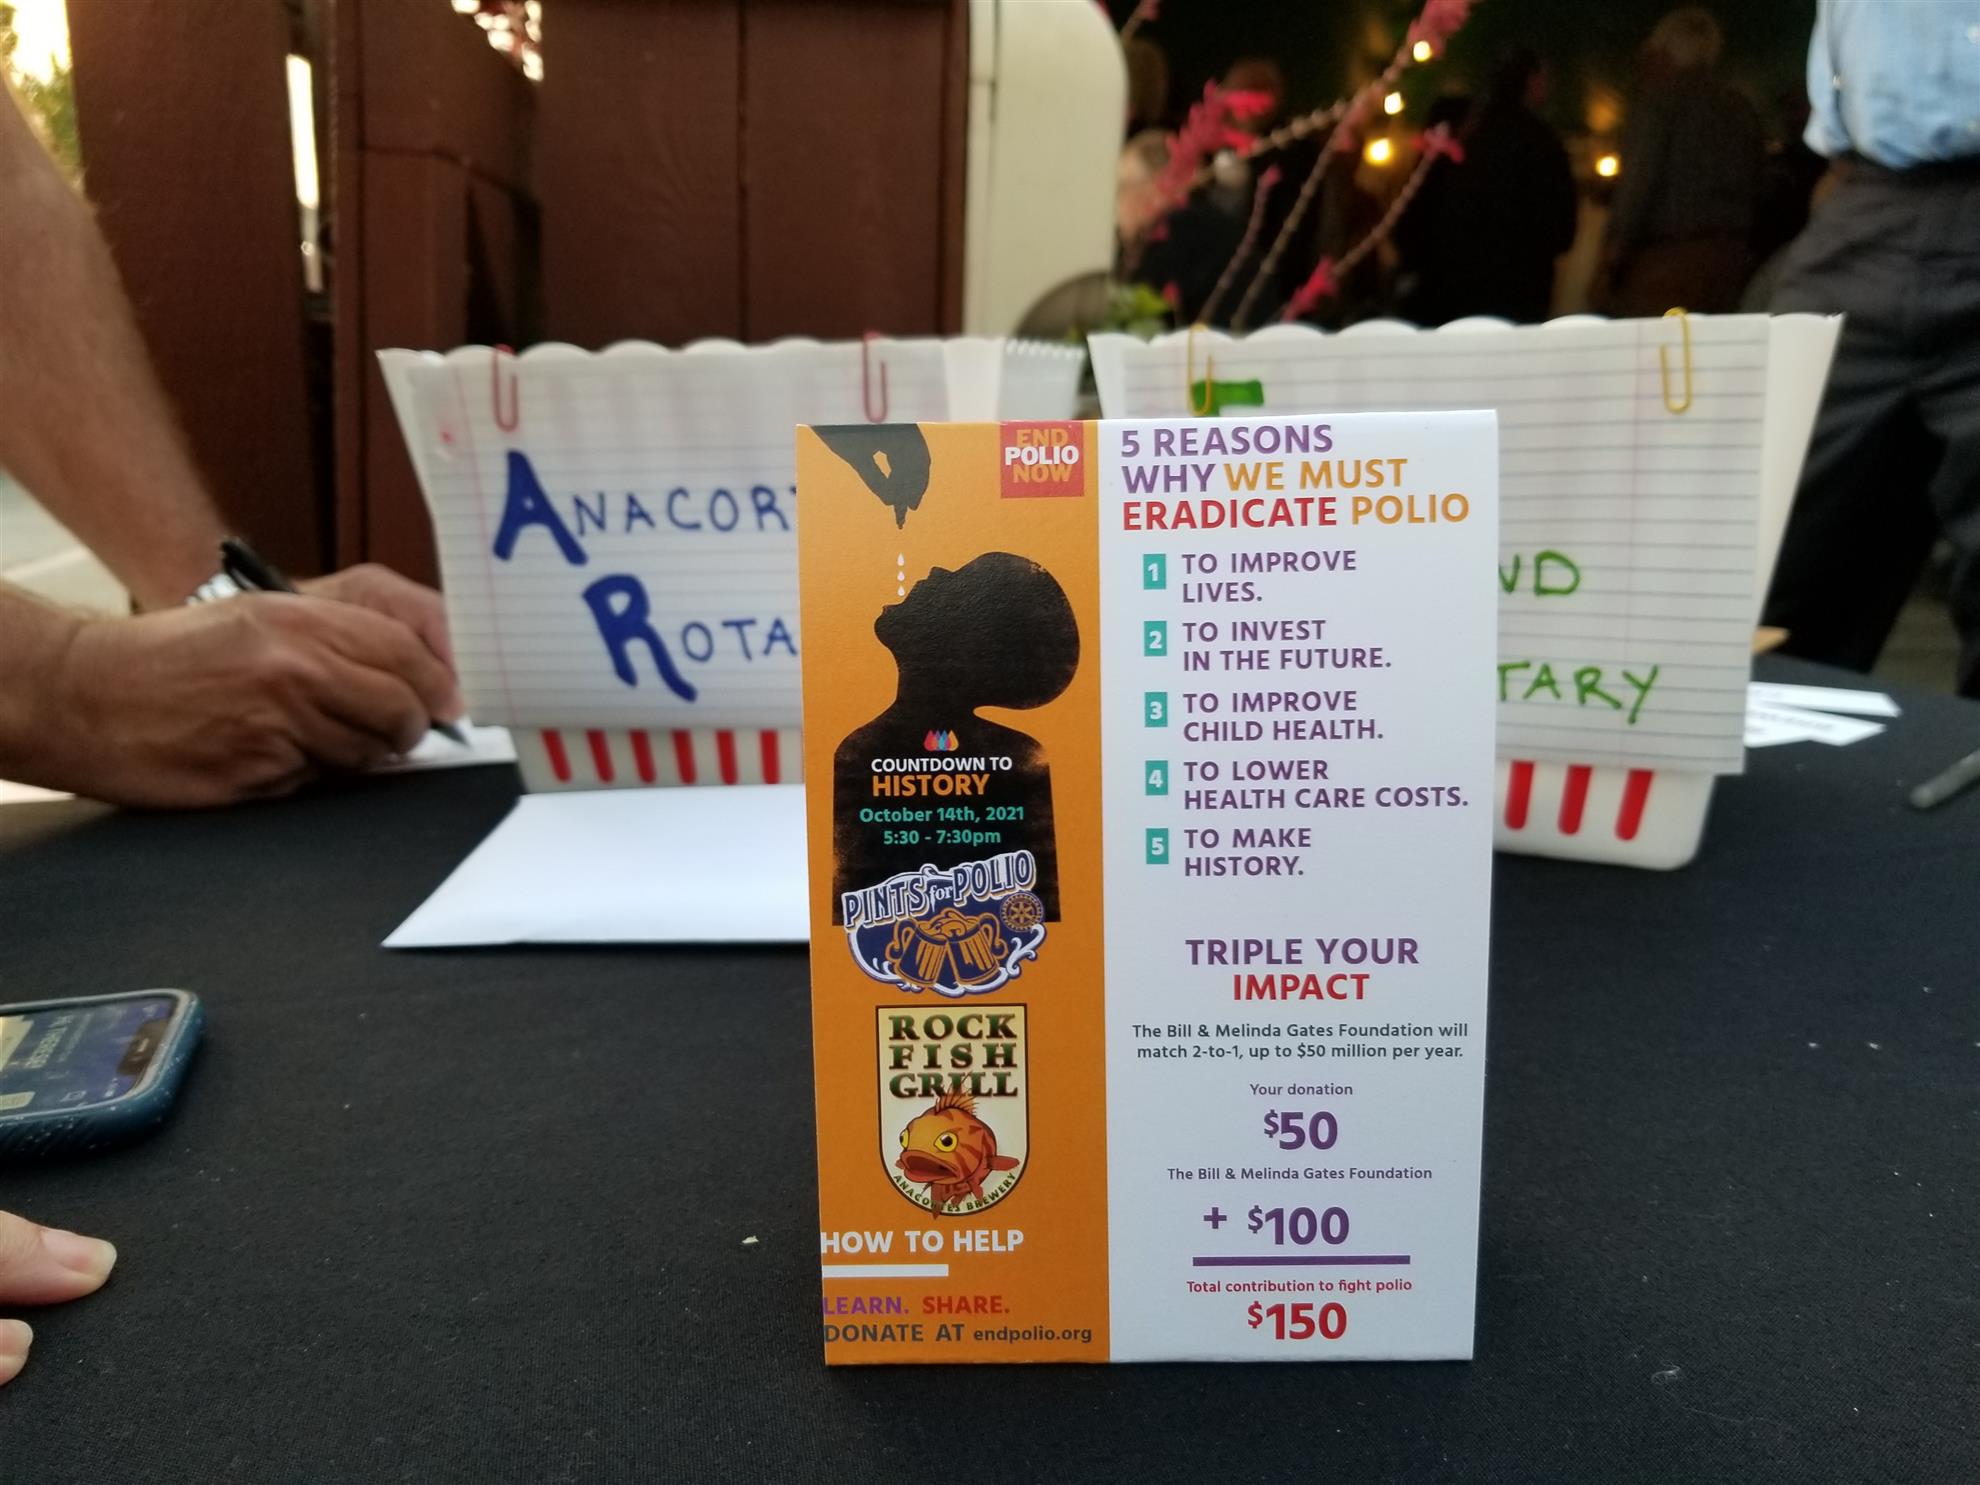 ANACOR
ROTA
ND
TARY
END
POLIO
NOW
COUNTDOWN TO
HISTORY
October 14th, 2021
5:30 - 7:30pm
PINTS for POLIO
ROCK
FISH
GRILL
ANACORTES BREWERY
HOW TO HELP
LEARN. SHARE.
DONATE AT endpolio.org
5 REASONS
WHY WE MUST
ERADICATE POLIO
1 TO IMPROVE
LIVES.
2 TO INVEST
IN THE FUTURE.
3 TO IMPROVE
CHILD HEALTH.
4 TO LOWER
HEALTH CARE COSTS.
5 TO MAKE
HISTORY.
TRIPLE YOUR
IMPACT
The Bill & Melinda Gates Foundation will
match 2-to-1, up to $50 million per year.
Your donation
$50
The Bill & Melinda Gates Foundation
+ $100
Total contribution to fight polio
$150